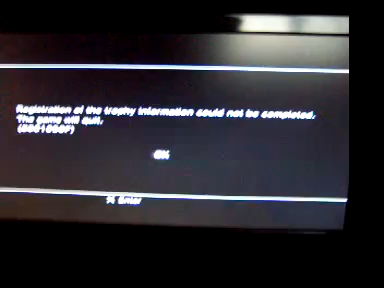 Registration of the trophy information could not be completed.
The game will quit.
(8001050F)
OK
Enter